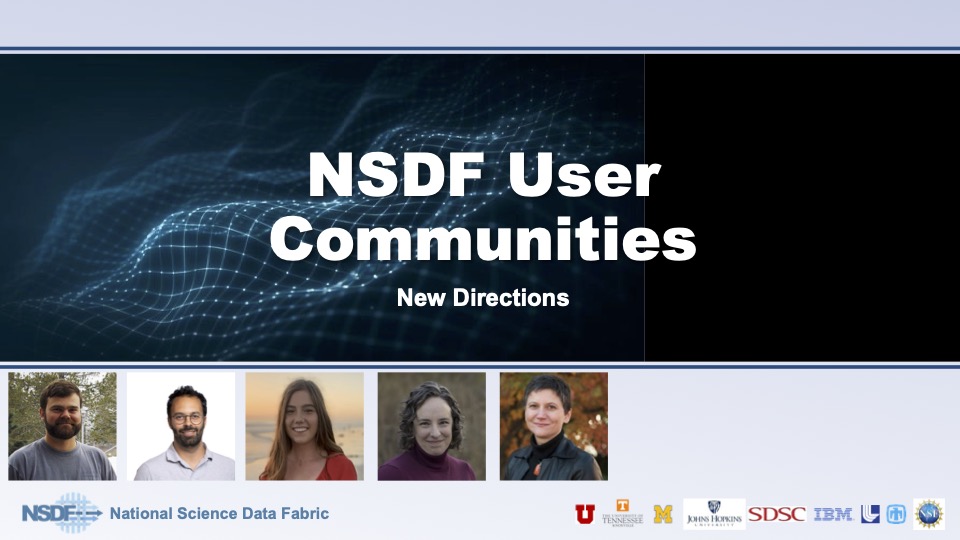 NSDF User
Communities
New Directions
NSDF National Science Data Fabric
U
T
THE UNIVERSITY OF
TENNESSEE
KNOXVILLE
M
JOHNS HOPKINS
UNIVERSITY
SDSC
IBM
NSF